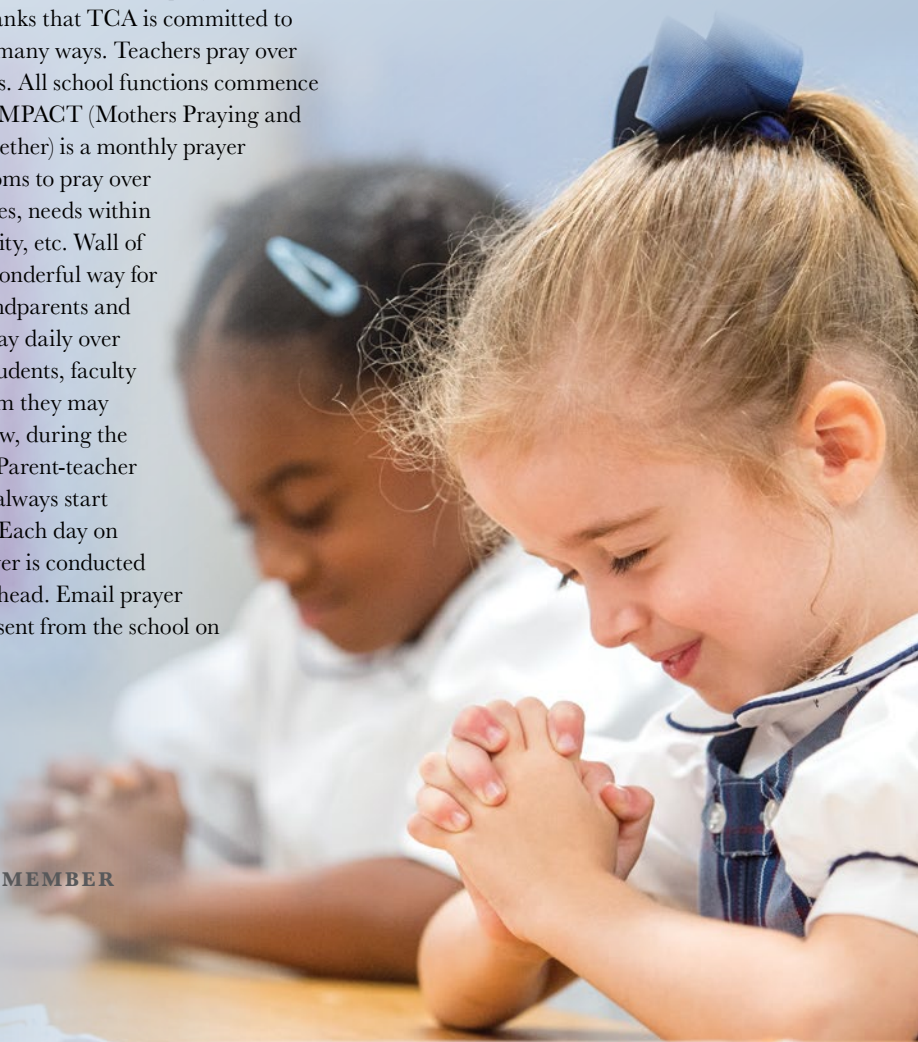 anks that TCA is committed to
many ways. Teachers pray over
s. All school functions commence
MPACT (Mothers Praying and
ether) is a monthly prayer
oms to pray over
es, needs within
ity, etc. Wall of
onderful way for
ndparents and
ay daily over
udents, faculty
m they may
w, during the
Parent-teacher
always start
Each day on
er is conducted
head. Email prayer
sent from the school on
MEMBER